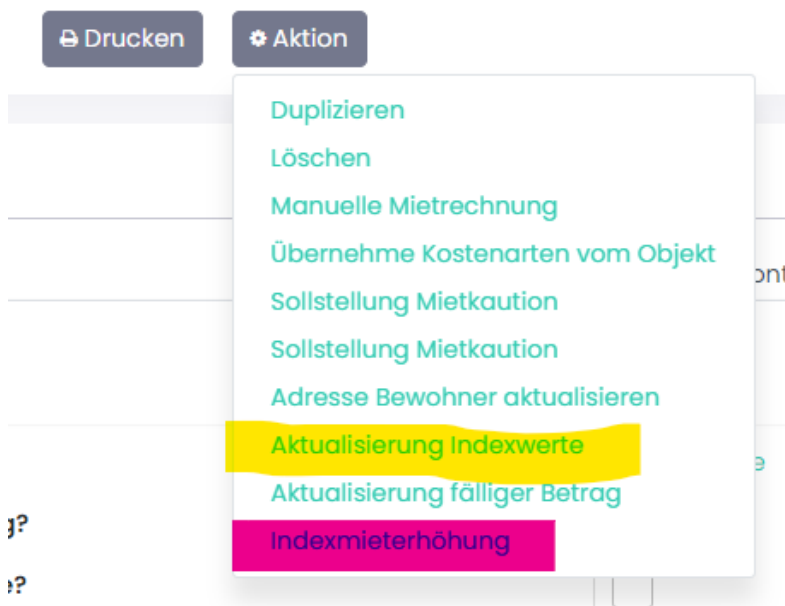 Drucken
Aktion
Duplizieren
Löschen
Manuelle Mietrechnung
Übernehme Kostenarten vom Objekt
Sollstellung Mietkaution
Sollstellung Mietkaution
Adresse Bewohner aktualisieren
Aktualisierung Indexwerte
Aktualisierung fälliger Betrag
Indexmieterhöhung